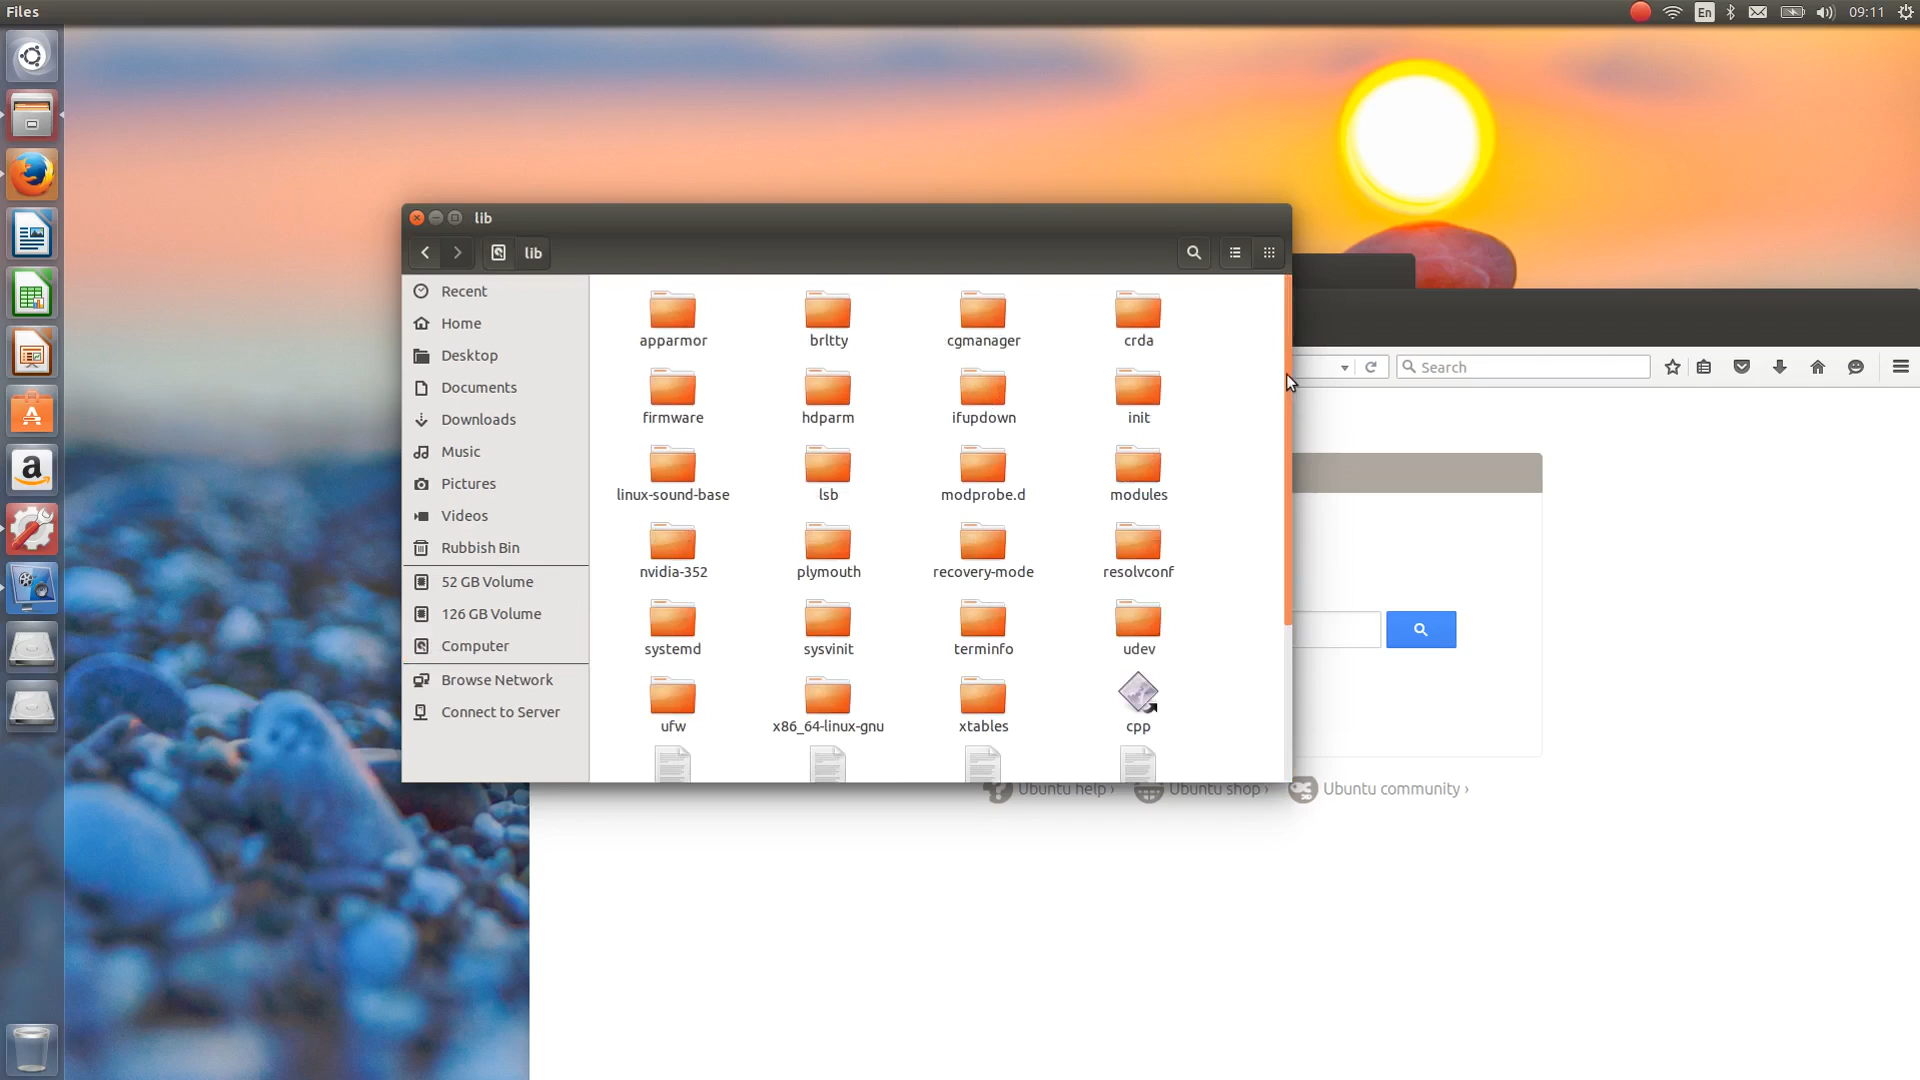 Files
En
09:11
lib
lib
Recent
Home
Desktop
Documents
Downloads
Music
Pictures
Videos
Rubbish Bin
52 GB Volume
126 GB Volume
Computer
Browse Network
Connect to Server
apparmor
brltty
cgmanager
crda
firmware
hdparm
ifupdown
init
linux-sound-base
lsb
modprobe.d
modules
nvidia-352
plymouth
recovery-mode
resolvconf
systemd
sysvinit
terminfo
udev
ufw
x86_64-linux-gnu
xtables
cpp
Search
Ubuntu help ›
Ubuntu shop ›
Ubuntu community ›